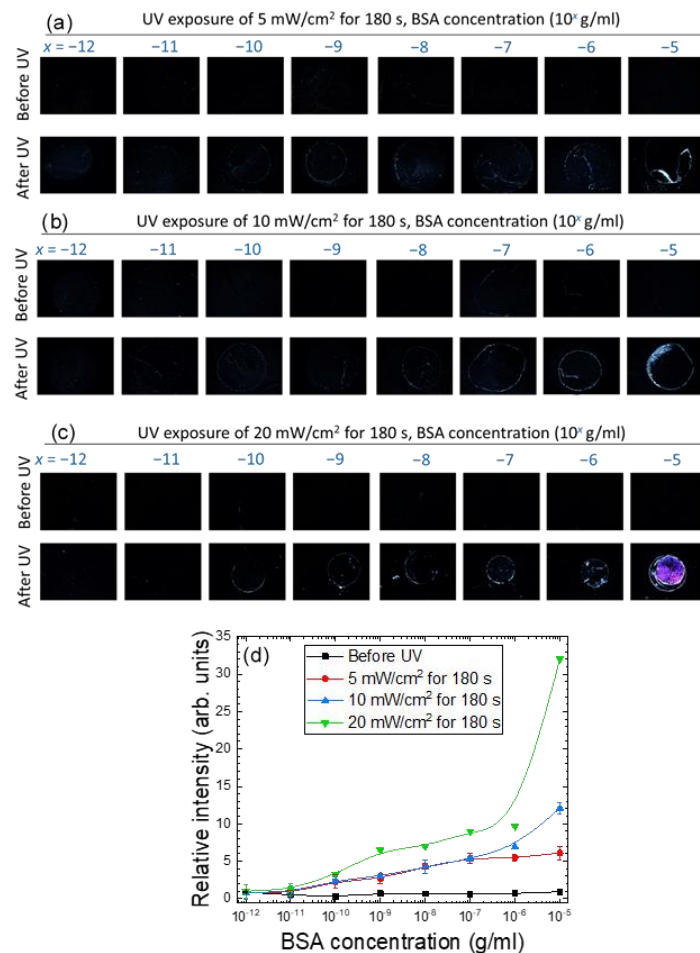 (a) UV exposure of 5 mW/cm² for 180 s, BSA concentration (10ˣ g/ml)
x = −12 −11 −10 −9 −8 −7 −6 −5
Before UV
After UV
(b) UV exposure of 10 mW/cm² for 180 s, BSA concentration (10ˣ g/ml)
x = −12 −11 −10 −9 −8 −7 −6 −5
Before UV
After UV
(c) UV exposure of 20 mW/cm² for 180 s, BSA concentration (10ˣ g/ml)
x = −12 −11 −10 −9 −8 −7 −6 −5
Before UV
After UV
(d)
Before UV
5 mW/cm² for 180 s
10 mW/cm² for 180 s
20 mW/cm² for 180 s
Relative intensity (arb. units)
35
30
25
20
15
10
5
0
10⁻¹² 10⁻¹¹ 10⁻¹⁰ 10⁻⁹ 10⁻⁸ 10⁻⁷ 10⁻⁶ 10⁻⁵
BSA concentration (g/ml)